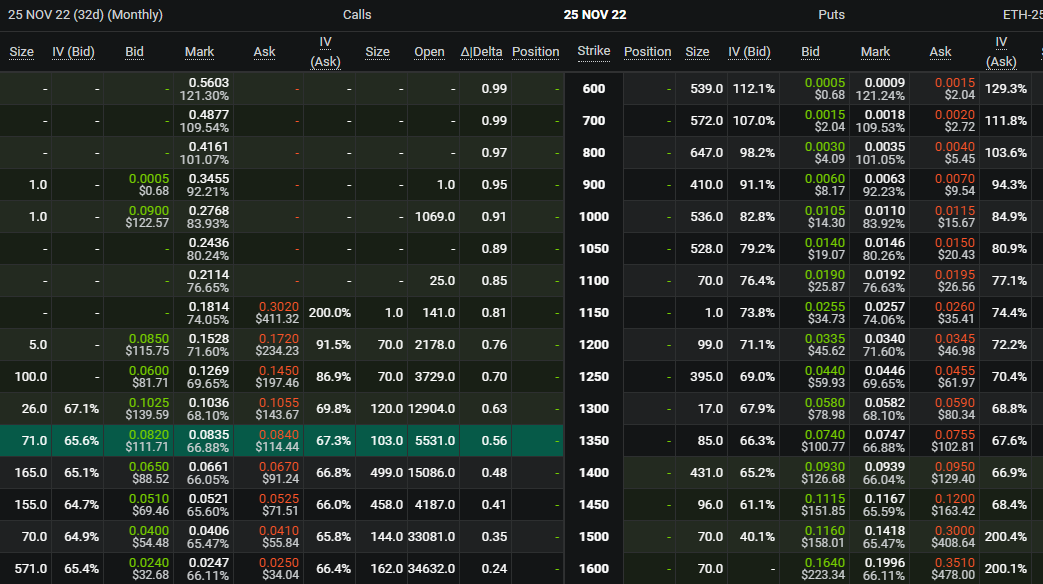 25 NOV 22 (32d) (Monthly) Calls 25 NOV 22 Puts ETH-25
IV IV
Size IV (Bid) Bid Mark Ask (Ask) Size Open Δ|Delta Position Strike Position Size IV (Bid) Bid Mark Ask (Ask)
- - - 0.5603 - - - - 0.99 - 600 - 539.0 112.1% 0.0005 0.0009 0.0015 129.3%
121.30% $0.68 121.24% $2.04
- - - 0.4877 - - - - 0.99 - 700 - 572.0 107.0% 0.0015 0.0018 0.0020 111.8%
109.54% $2.04 109.53% $2.72
- - - 0.4161 - - - - 0.97 - 800 - 647.0 98.2% 0.0030 0.0035 0.0040 103.6%
101.07% $4.09 101.05% $5.45
1.0 - 0.0005 0.3455 - - - 1.0 0.95 - 900 - 410.0 91.1% 0.0060 0.0063 0.0070 94.3%
$0.68 92.21% $8.17 92.23% $9.54
1.0 - 0.0900 0.2768 - - - 1069.0 0.91 - 1000 - 536.0 82.8% 0.0105 0.0110 0.0115 84.9%
$122.57 83.93% $14.30 83.92% $15.67
- - - 0.2436 - - - - 0.89 - 1050 - 528.0 79.2% 0.0140 0.0146 0.0150 80.9%
80.24% $19.07 80.26% $20.43
- - - 0.2114 - - - 25.0 0.85 - 1100 - 70.0 76.4% 0.0190 0.0192 0.0195 77.1%
76.65% $25.87 76.63% $26.56
- - - 0.1814 0.3020 200.0% 1.0 141.0 0.81 - 1150 - 1.0 73.8% 0.0255 0.0257 0.0260 74.4%
74.05% $411.32 $34.73 74.06% $35.41
5.0 - 0.0850 0.1528 0.1720 91.5% 70.0 2178.0 0.76 - 1200 - 99.0 71.1% 0.0335 0.0340 0.0345 72.2%
$115.75 71.60% $234.23 $45.62 71.60% $46.98
100.0 - 0.0600 0.1269 0.1450 86.9% 70.0 3729.0 0.70 - 1250 - 395.0 69.0% 0.0440 0.0446 0.0455 70.4%
$81.71 69.65% $197.46 $59.93 69.65% $61.97
26.0 67.1% 0.1025 0.1036 0.1055 69.8% 120.0 12904.0 0.63 - 1300 - 17.0 67.9% 0.0580 0.0582 0.0590 68.8%
$139.59 68.10% $143.67 $78.98 68.10% $80.34
71.0 65.6% 0.0820 0.0835 0.0840 67.3% 103.0 5531.0 0.56 - 1350 - 85.0 66.3% 0.0740 0.0747 0.0755 67.6%
$111.71 66.88% $114.44 $100.77 66.88% $102.81
165.0 65.1% 0.0650 0.0661 0.0670 66.8% 499.0 15086.0 0.48 - 1400 - 431.0 65.2% 0.0930 0.0939 0.0950 66.9%
$88.52 66.05% $91.24 $126.68 66.04% $129.40
155.0 64.7% 0.0510 0.0521 0.0525 66.0% 458.0 4187.0 0.41 - 1450 - 96.0 61.1% 0.1115 0.1167 0.1200 68.4%
$69.46 65.60% $71.51 $151.85 65.59% $163.42
70.0 64.9% 0.0400 0.0406 0.0410 65.8% 144.0 33081.0 0.35 - 1500 - 70.0 40.1% 0.1160 0.1418 0.3000 200.4%
$54.48 65.47% $55.84 $158.01 65.47% $408.64
571.0 65.4% 0.0240 0.0247 0.0250 66.4% 162.0 34632.0 0.24 - 1600 - 70.0 - 0.1640 0.1996 0.3510 200.1%
$32.68 66.11% $34.04 $223.34 66.11% $478.00